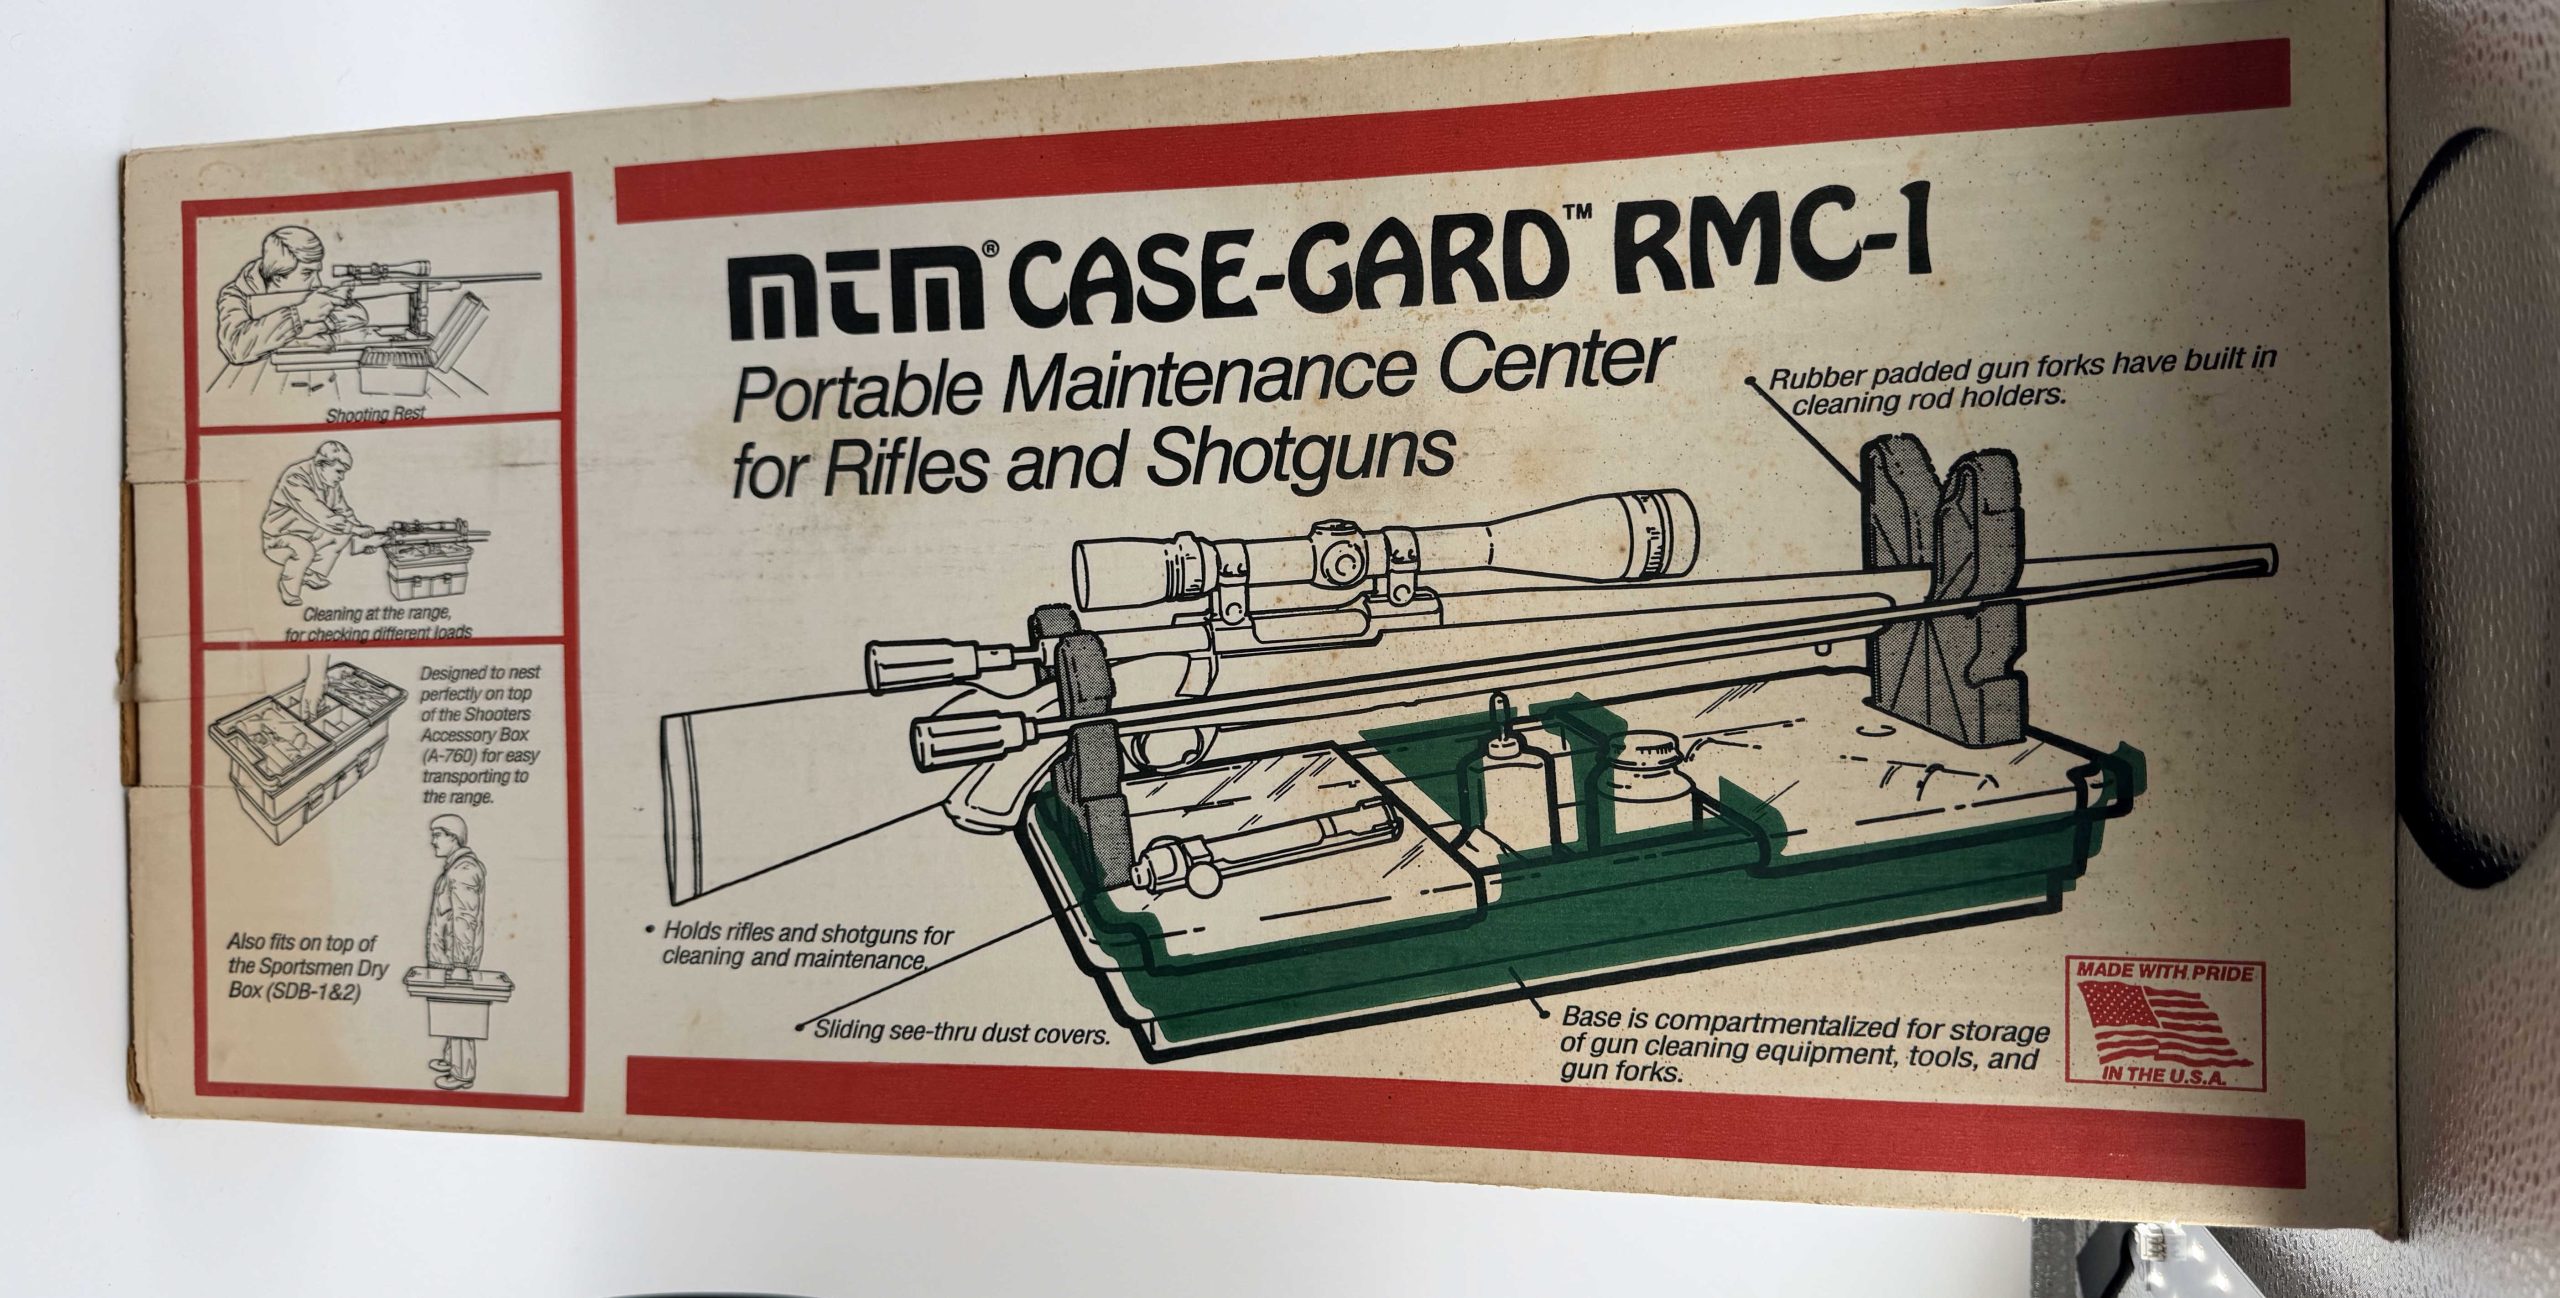 mtm® CASE-GARD™ RMC-1
Portable Maintenance Center
for Rifles and Shotguns
Rubber padded gun forks have built in
cleaning rod holders.
• Holds rifles and shotguns for
cleaning and maintenance.
Sliding see-thru dust covers.
Base is compartmentalized for storage
of gun cleaning equipment, tools, and
gun forks.
MADE WITH PRIDE
IN THE U.S.A.
Shooting Rest
Cleaning at the range,
for checking different loads
Designed to nest
perfectly on top
of the Shooters
Accessory Box
(A-760) for easy
transporting to
the range.
Also fits on top of
the Sportsmen Dry
Box (SDB-1&2)